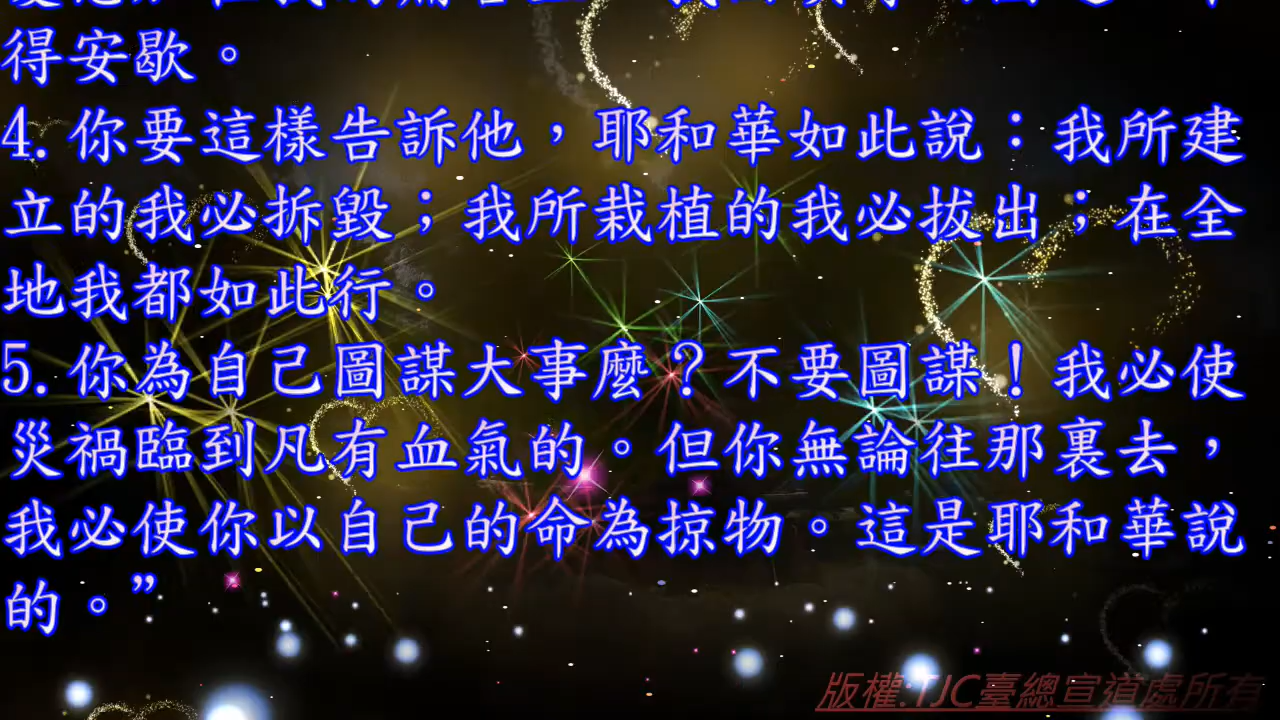 得安歇。
4.你要這樣告訴他，耶和華如此說：我所建
立的我必拆毀；我所栽植的我必拔出；在全
地我都如此行。
5.你為自己圖謀大事麼？不要圖謀！我必使
災禍臨到凡有血氣的。但你無論往那裏去，
我必使你以自己的命為掠物。這是耶和華說
的。”
版權:TJC臺總宣道處所有